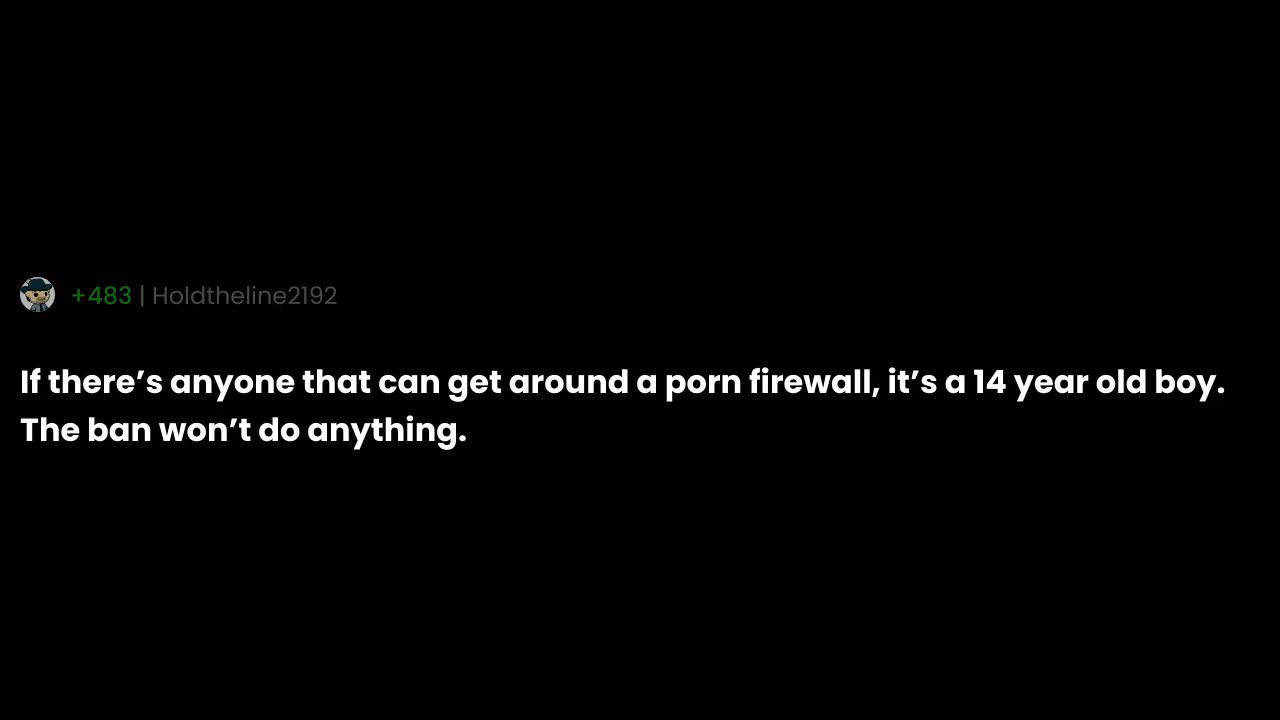 +483 | Holdtheline2192
If there’s anyone that can get around a porn firewall, it’s a 14 year old boy.
The ban won’t do anything.